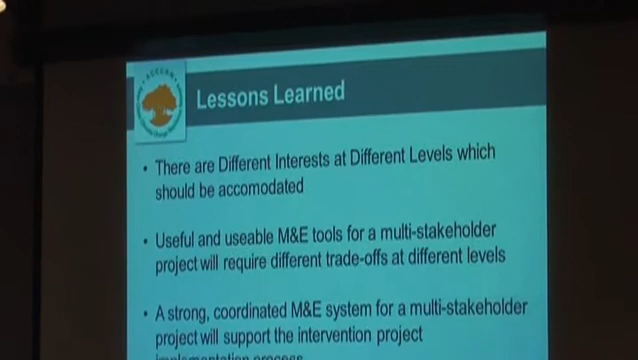 Lessons Learned
• There are Different Interests at Different Levels which
should be accomodated
• Useful and useable M&E tools for a multi-stakeholder
project will require different trade-offs at different levels
• A strong, coordinated M&E system for a multi-stakeholder
project will support the intervention project
implementation process